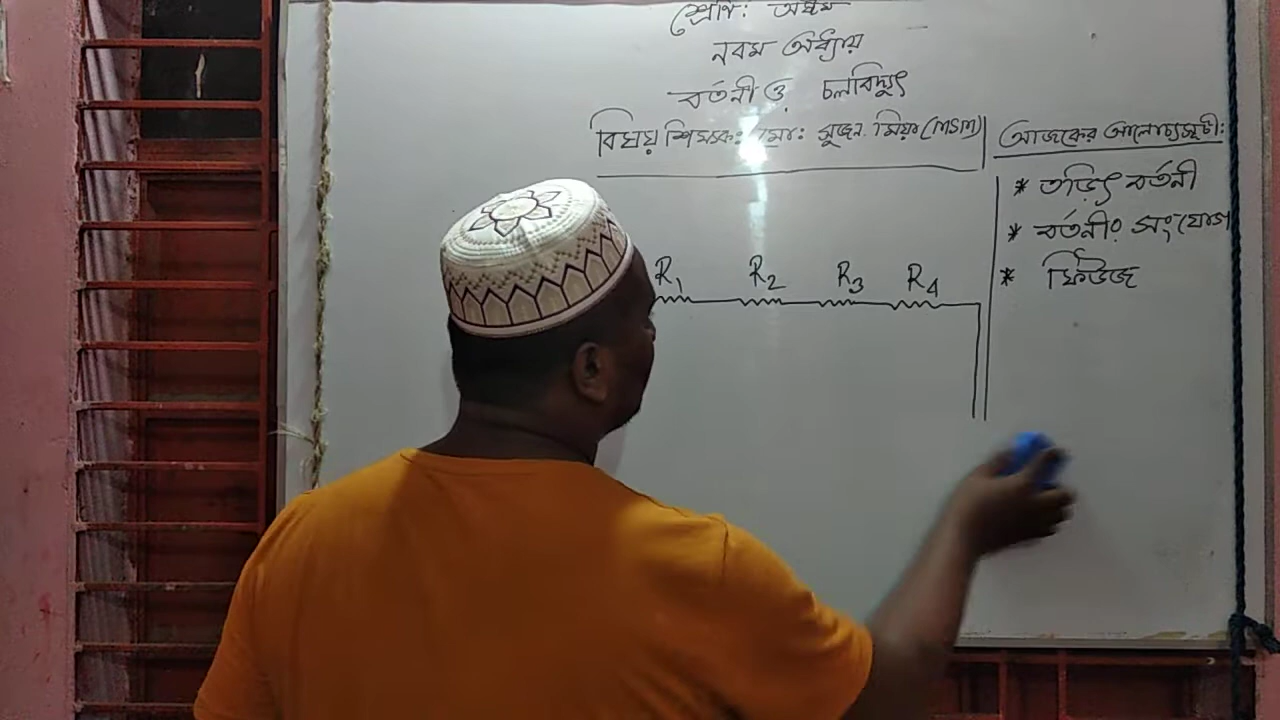 শ্রেণি: অষ্টম
নবম অধ্যায়
বর্তনী ও চলবিদ্যুৎ
বিষয় শিক্ষক: মো: সুজন মিয়া
আজকের আলোচ্যসূচী:
* তড়িৎ বর্তনী
* বর্তনীর সংযোগ
* ফিউজ
R1 R2 R3 R4